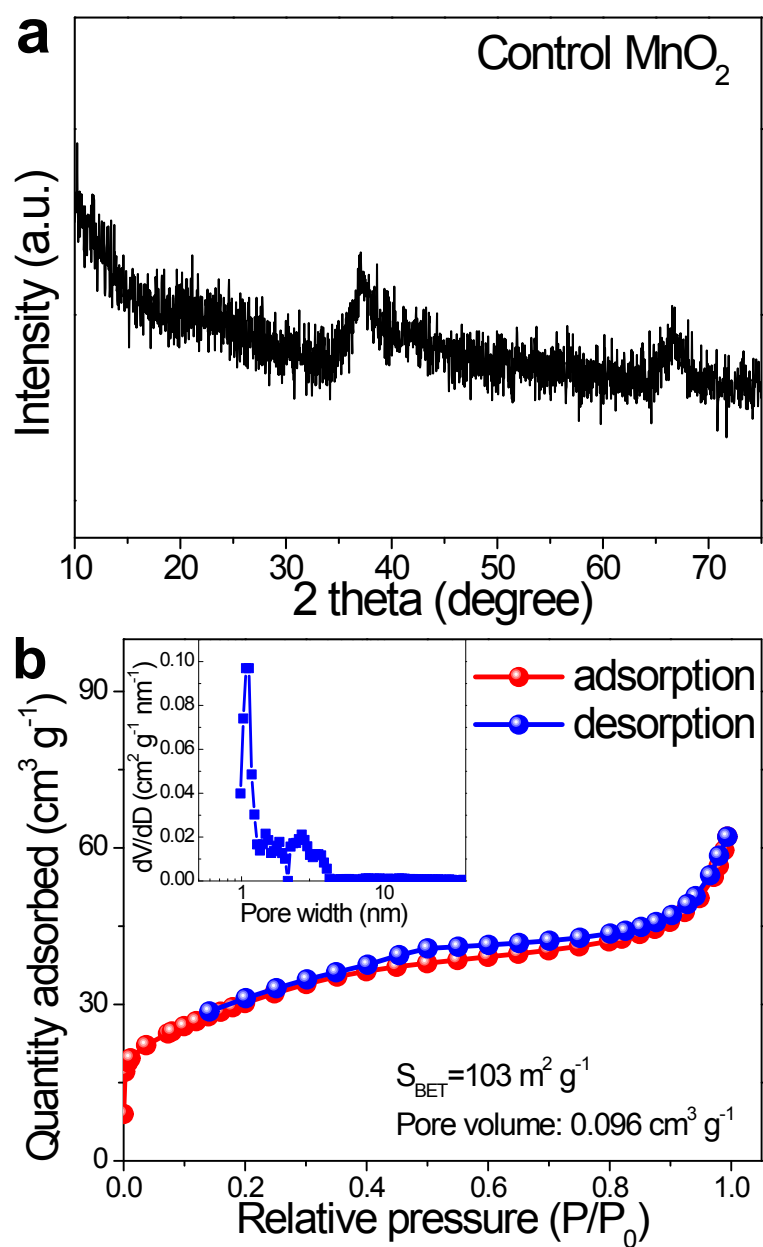 a
Control MnO₂
Intensity (a.u.)
10 20 30 40 50 60 70
2 theta (degree)
b
Quantity adsorbed (cm³ g⁻¹)
90
60
30
0
dV/dD (cm² g⁻¹ nm⁻¹)
0.10
0.08
0.06
0.04
0.02
0.00
1 10
Pore width (nm)
adsorption
desorption
S_BET=103 m² g⁻¹
Pore volume: 0.096 cm³ g⁻¹
0.0 0.2 0.4 0.6 0.8 1.0
Relative pressure (P/P₀)